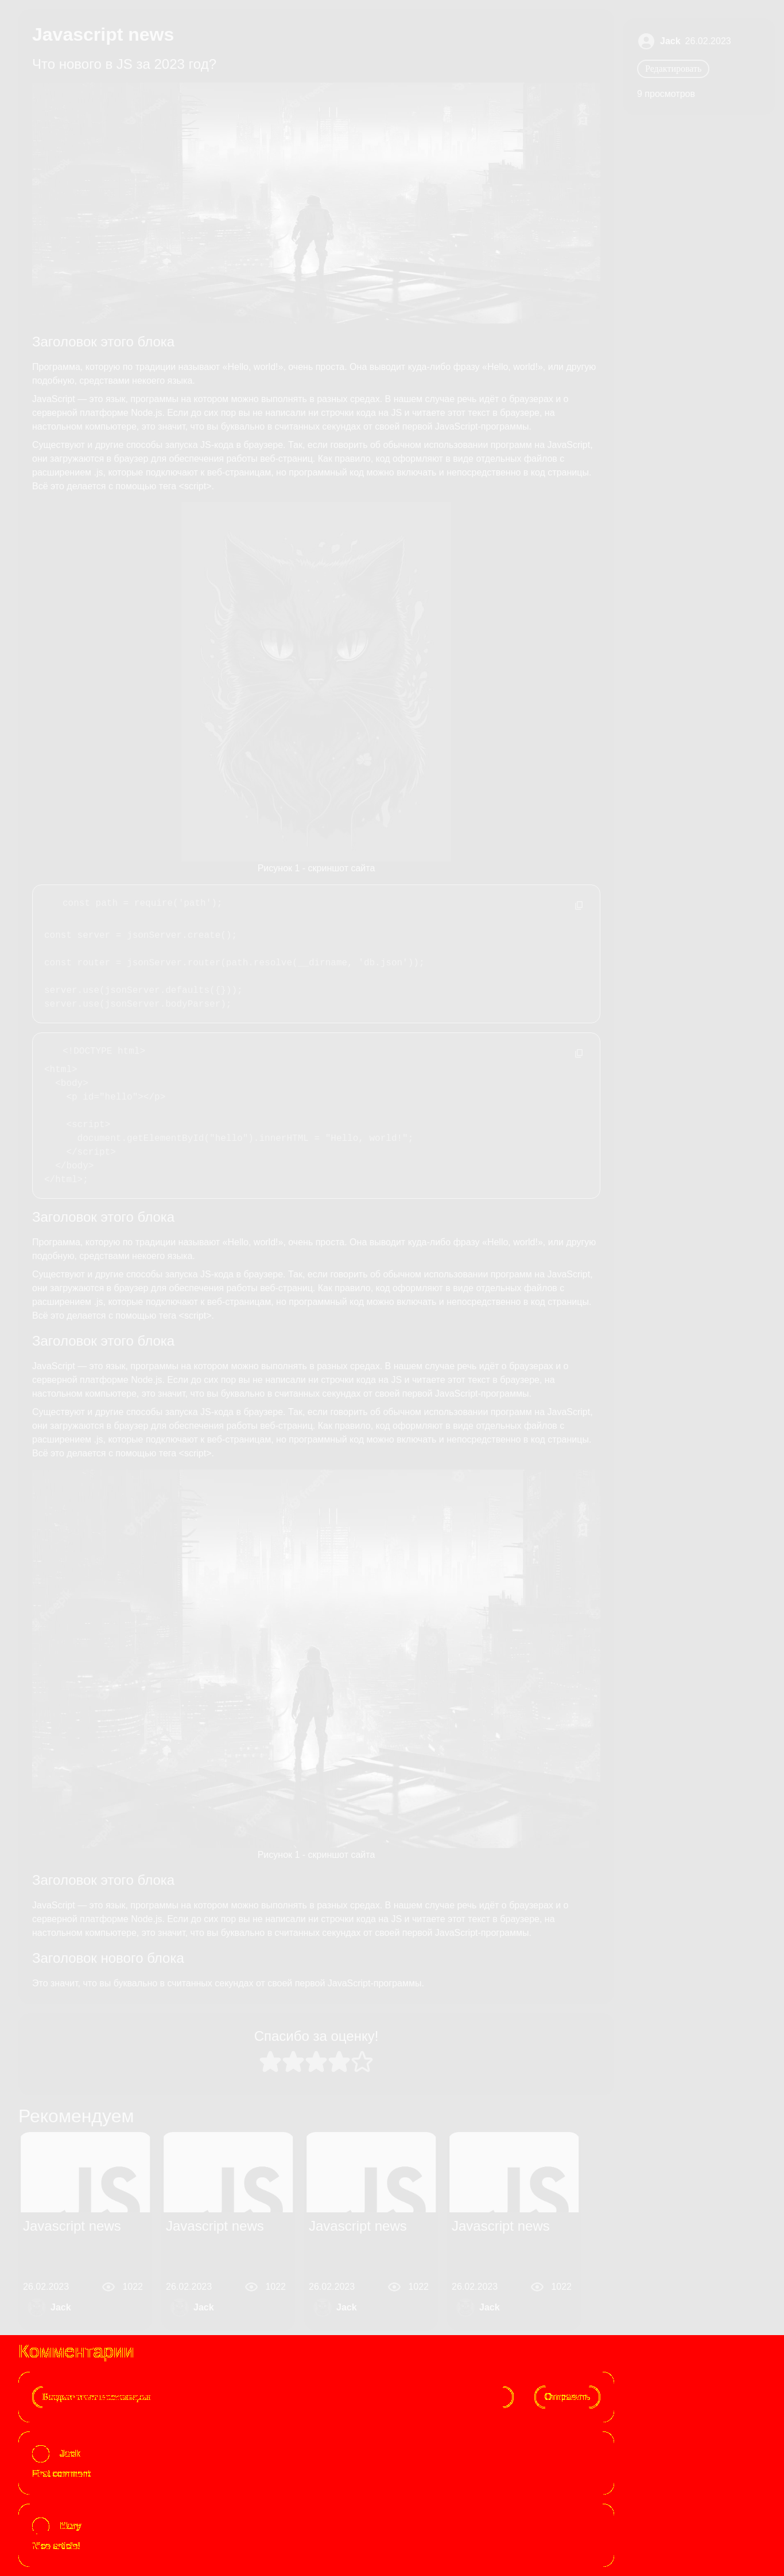 Javascript news
Jack 26.02.2023
Что нового в JS за 2023 год?
Редактировать
9 просмотров
Заголовок этого блока
Программа, которую по традиции называют «Hello, world!», очень проста. Она выводит куда-либо фразу «Hello, world!», или другую
подобную, средствами некоего языка.
JavaScript — это язык, программы на котором можно выполнять в разных средах. В нашем случае речь идёт о браузерах и о
серверной платформе Node.js. Если до сих пор вы не написали ни строчки кода на JS и читаете этот текст в браузере, на
настольном компьютере, это значит, что вы буквально в считанных секундах от своей первой JavaScript-программы.
Существуют и другие способы запуска JS-кода в браузере. Так, если говорить об обычном использовании программ на JavaScript,
они загружаются в браузер для обеспечения работы веб-страниц. Как правило, код оформляют в виде отдельных файлов с
расширением .js, которые подключают к веб-страницам, но программный код можно включать и непосредственно в код страницы.
Всё это делается с помощью тега <script>.
Рисунок 1 - скриншот сайта
const path = require('path');
const server = jsonServer.create();
const router = jsonServer.router(path.resolve(__dirname, 'db.json'));
server.use(jsonServer.defaults({}));
server.use(jsonServer.bodyParser);
<!DOCTYPE html>
<html>
<body>
<p id="hello"></p>
<script>
document.getElementById("hello").innerHTML = "Hello, world!";
</script>
</body>
</html>;
Заголовок этого блока
Программа, которую по традиции называют «Hello, world!», очень проста. Она выводит куда-либо фразу «Hello, world!», или другую
подобную, средствами некоего языка.
Существуют и другие способы запуска JS-кода в браузере. Так, если говорить об обычном использовании программ на JavaScript,
они загружаются в браузер для обеспечения работы веб-страниц. Как правило, код оформляют в виде отдельных файлов с
расширением .js, которые подключают к веб-страницам, но программный код можно включать и непосредственно в код страницы.
Всё это делается с помощью тега <script>.
Заголовок этого блока
JavaScript — это язык, программы на котором можно выполнять в разных средах. В нашем случае речь идёт о браузерах и о
серверной платформе Node.js. Если до сих пор вы не написали ни строчки кода на JS и читаете этот текст в браузере, на
настольном компьютере, это значит, что вы буквально в считанных секундах от своей первой JavaScript-программы.
Существуют и другие способы запуска JS-кода в браузере. Так, если говорить об обычном использовании программ на JavaScript,
они загружаются в браузер для обеспечения работы веб-страниц. Как правило, код оформляют в виде отдельных файлов с
расширением .js, которые подключают к веб-страницам, но программный код можно включать и непосредственно в код страницы.
Всё это делается с помощью тега <script>.
Рисунок 1 - скриншот сайта
Заголовок этого блока
JavaScript — это язык, программы на котором можно выполнять в разных средах. В нашем случае речь идёт о браузерах и о
серверной платформе Node.js. Если до сих пор вы не написали ни строчки кода на JS и читаете этот текст в браузере, на
настольном компьютере, это значит, что вы буквально в считанных секундах от своей первой JavaScript-программы.
Заголовок нового блока
Это значит, что вы буквально в считанных секундах от своей первой JavaScript-программы.
Спасибо за оценку!
Рекомендуем
JS JS JS JS
Javascript news Javascript news Javascript news Javascript news
26.02.2023 1022 26.02.2023 1022 26.02.2023 1022 26.02.2023 1022
Jack Jack Jack Jack
Комментарии
Отправить
First comment